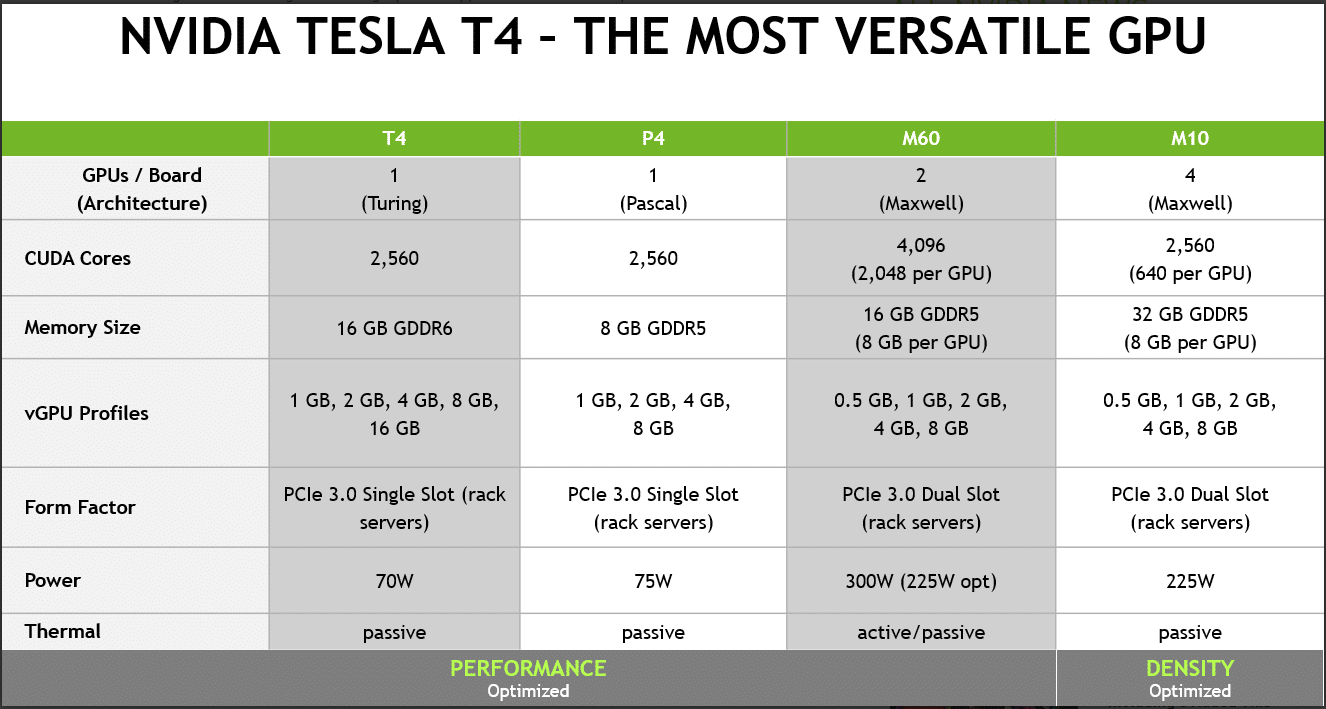 NVIDIA TESLA T4 – THE MOST VERSATILE GPU
T4 P4 M60 M10
GPUs / Board
(Architecture)
1
(Turing)
1
(Pascal)
2
(Maxwell)
4
(Maxwell)
CUDA Cores
2,560
2,560
4,096
(2,048 per GPU)
2,560
(640 per GPU)
Memory Size
16 GB GDDR6
8 GB GDDR5
16 GB GDDR5
(8 GB per GPU)
32 GB GDDR5
(8 GB per GPU)
vGPU Profiles
1 GB, 2 GB, 4 GB, 8 GB,
16 GB
1 GB, 2 GB, 4 GB,
8 GB
0.5 GB, 1 GB, 2 GB,
4 GB, 8 GB
0.5 GB, 1 GB, 2 GB,
4 GB, 8 GB
Form Factor
PCIe 3.0 Single Slot (rack
servers)
PCIe 3.0 Single Slot
(rack servers)
PCIe 3.0 Dual Slot
(rack servers)
PCIe 3.0 Dual Slot
(rack servers)
Power
70W
75W
300W (225W opt)
225W
Thermal
passive
passive
active/passive
passive
PERFORMANCE
Optimized
DENSITY
Optimized